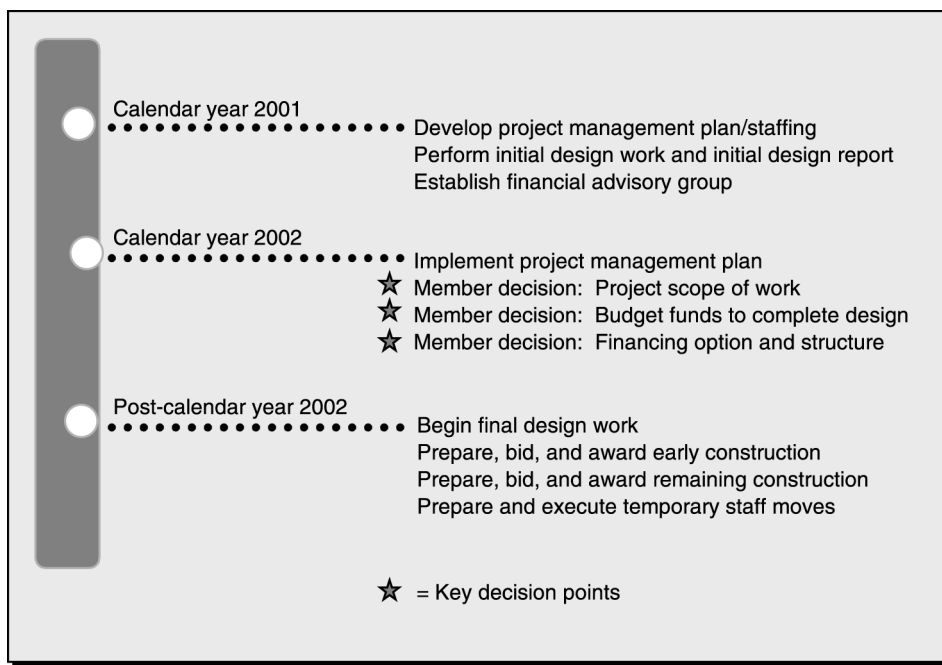 Calendar year 2001
Develop project management plan/staffing
Perform initial design work and initial design report
Establish financial advisory group
Calendar year 2002
Implement project management plan
Member decision: Project scope of work
Member decision: Budget funds to complete design
Member decision: Financing option and structure
Post-calendar year 2002
Begin final design work
Prepare, bid, and award early construction
Prepare, bid, and award remaining construction
Prepare and execute temporary staff moves
= Key decision points